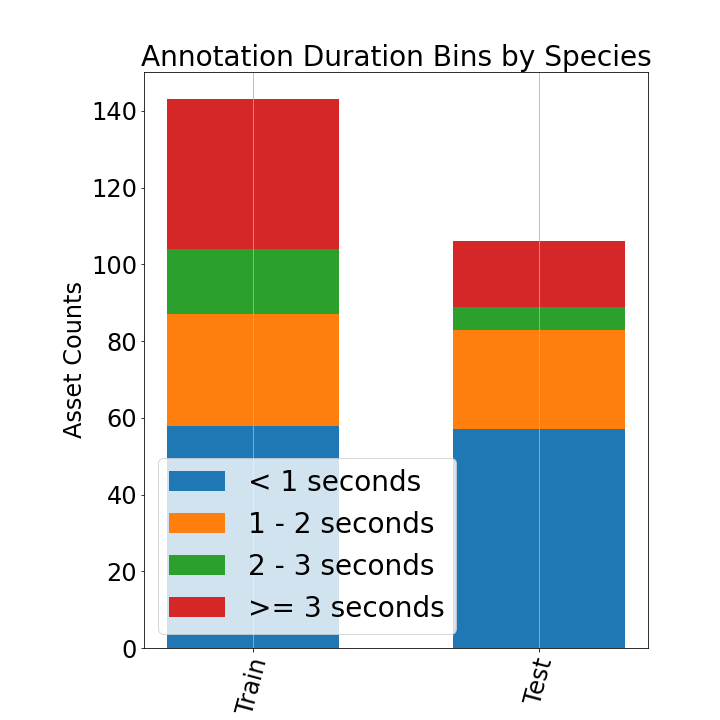 Annotation Duration Bins by Species
140
120
100
80
60
40
20
0
Asset Counts
< 1 seconds
1 - 2 seconds
2 - 3 seconds
>= 3 seconds
Train
Test